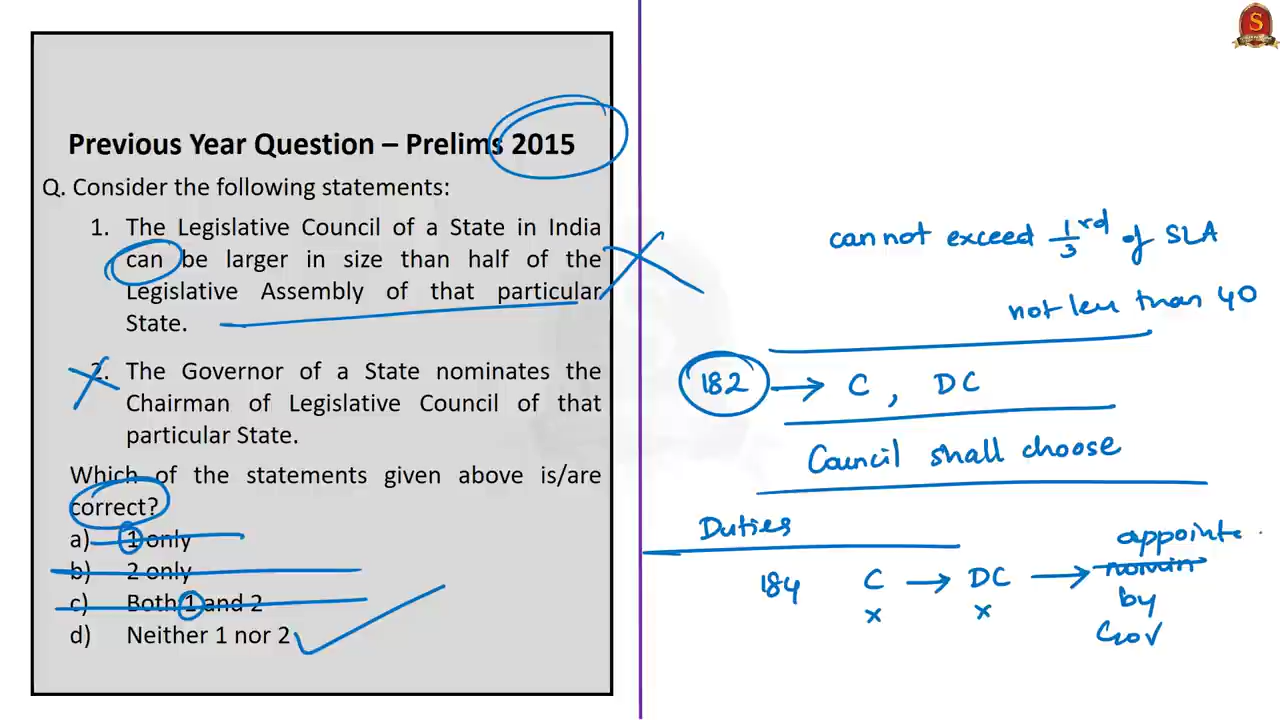 Previous Year Question – Prelims 2015
Q. Consider the following statements:
1. The Legislative Council of a State in India
can be larger in size than half of the
Legislative Assembly of that particular
State.
2. The Governor of a State nominates the
Chairman of Legislative Council of that
particular State.
Which of the statements given above is/are
correct?
a) 1 only
b) 2 only
c) Both 1 and 2
d) Neither 1 nor 2
S
cannot exceed 1/3 rd of SLA
not less than 40
182 → C, DC
Council shall choose
Duties
184 C → DC → appointe
x x nomin
by
Gov